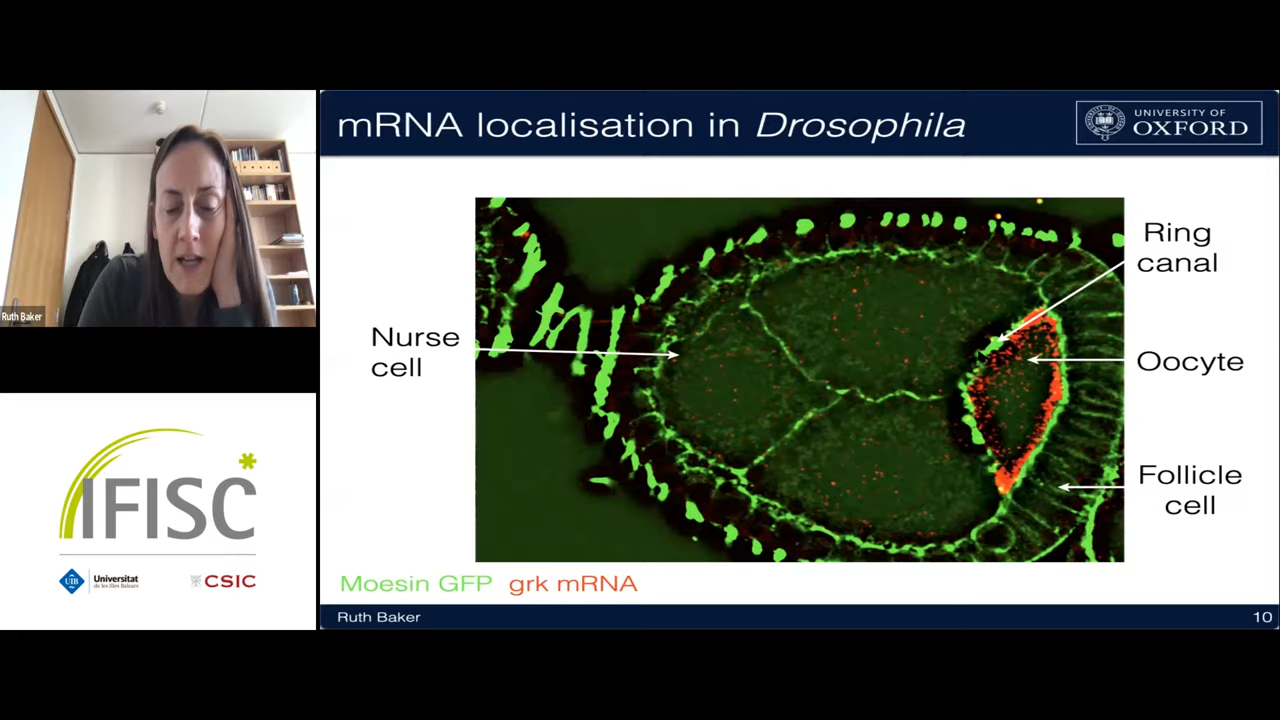 mRNA localisation in Drosophila
UNIVERSITY OF
OXFORD
Ruth Baker
Nurse
cell
Ring
canal
Oocyte
Follicle
cell
Moesin GFP grk mRNA
Ruth Baker
10
IFISC
UIB
Universitat
de les Illes Balears
CSIC